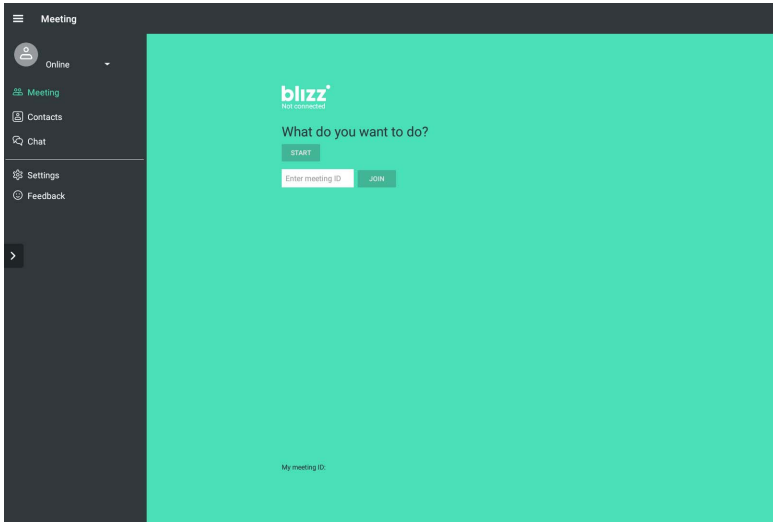 Meeting
Online
Meeting
Contacts
Chat
Settings
Feedback
blizz
Not connected
What do you want to do?
START
Enter meeting ID JOIN
My meeting ID: